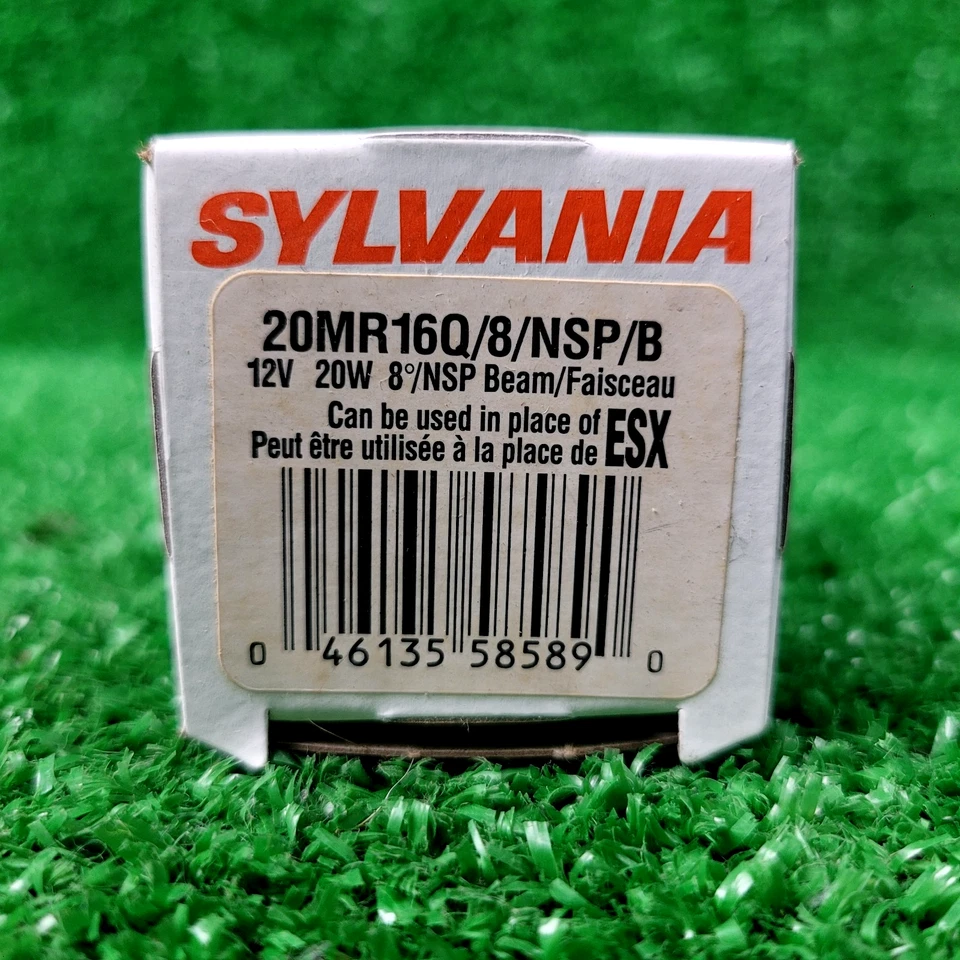 SYLVANIA
20MR16Q/8/NSP/B
12V 20W 8°/NSP Beam/Faisceau
Can be used in place of ESX
Peut être utilisée à la place de
0 46135 58589 0